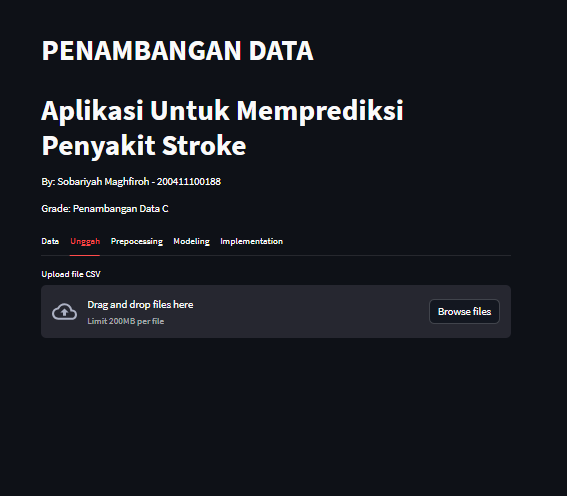 PENAMBANGAN DATA
Aplikasi Untuk Memprediksi
Penyakit Stroke
By: Sobariyah Maghfiroh - 200411100188
Grade: Penambangan Data C
Data Unggah Prepocessing Modeling Implementation
Upload file CSV
Drag and drop files here
Limit 200MB per file
Browse files